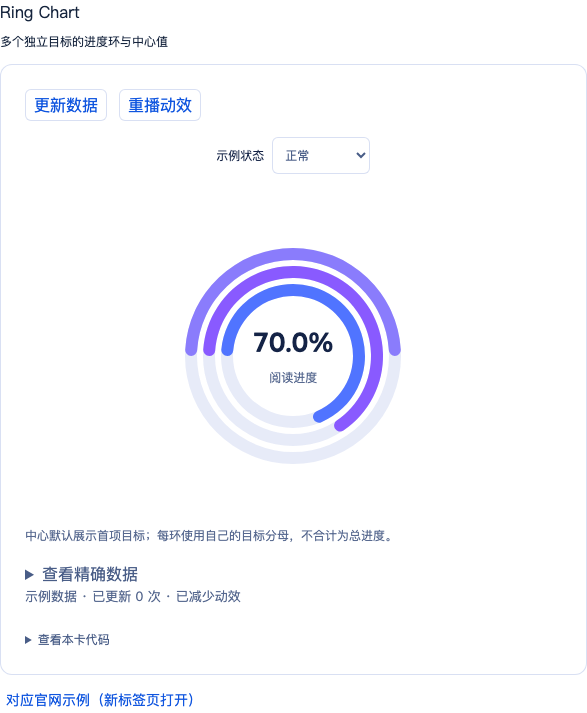 Ring Chart
多个独立目标的进度环与中心值
更新数据 重播动效
示例状态 正常
70.0%
阅读进度
中心默认展示首项目标；每环使用自己的目标分母，不合计为总进度。
查看精确数据
示例数据 · 已更新 0 次 · 已减少动效
查看本卡代码
对应官网示例（新标签页打开）